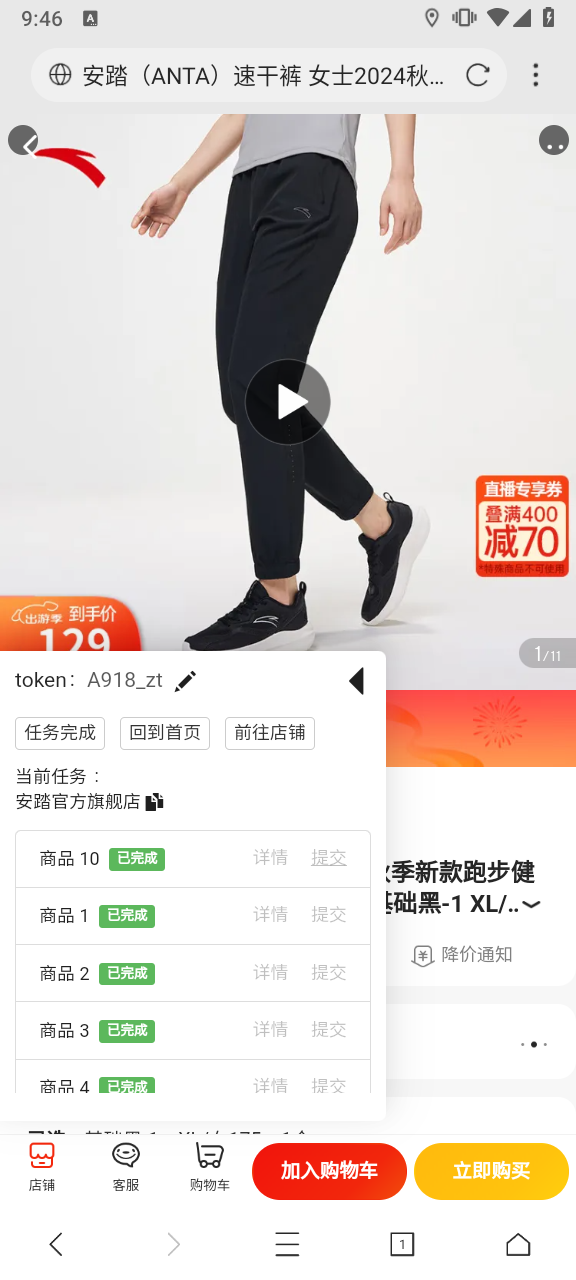 9:46
A
安踏（ANTA）速干裤 女士2024秋...
直播专享券
叠满400
减70
*特殊商品不可使用
出游季 到手价
129
1/11
token： A918_zt
任务完成
回到首页
前往店铺
当前任务：
安踏官方旗舰店
商品 10 已完成 详情 提交
商品 1 已完成 详情 提交
商品 2 已完成 详情 提交
商品 3 已完成 详情 提交
商品 4 已完成 详情 提交
季新款跑步健
础黑-1 XL/..
降价通知
店铺
客服
购物车
加入购物车
立即购买
1